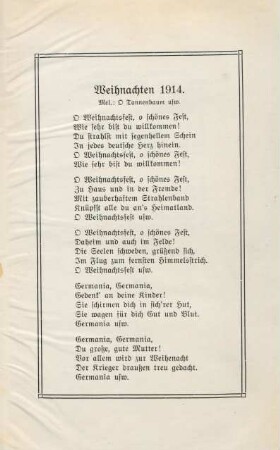 Weihnachten 1914.
Mel.: O Tannenbaum usw.
O Weihnachtsfest, o schönes Fest,
Wie sehr bist du willkommen!
Du strahlst mit segenhellem Schein
In jedes deutsche Herz hinein.
O Weihnachtsfest, o schönes Fest,
Wie sehr bist du willkommen!
O Weihnachtsfest, o schönes Fest,
Zu Haus und in der Fremde!
Mit zauberhaftem Strahlenband
Knüpfst alle du an's Heimatland.
O Weihnachtsfest usw.
O Weihnachtsfest, o schönes Fest,
Daheim und auch im Felde!
Die Seelen schweben, grüßend sich,
Im Flug zum fernsten Himmelsstrich.
O Weihnachtsfest usw.
Germania, Germania,
Gedenk' an deine Kinder!
Sie schirmen dich in sich'rer Hut,
Sie wagen für dich Gut und Blut.
Germania usw.
Germania, Germania,
Du große, gute Mutter!
Vor allem wird zur Weihenacht
Der Krieger draußen treu gedacht.
Germania usw.